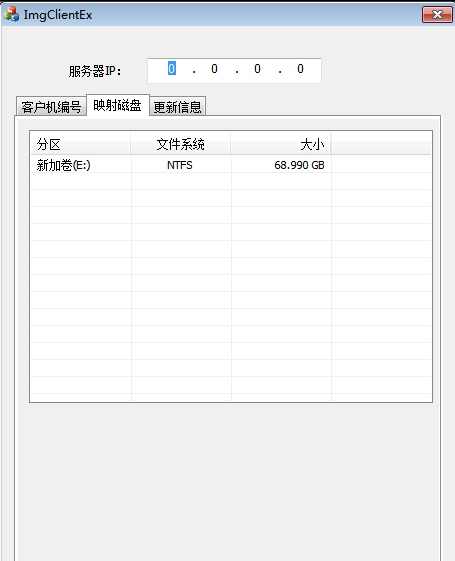 ImgClientEx
服务器IP： 0 . 0 . 0 . 0
客户机编号 映射磁盘 更新信息
分区 文件系统 大小
新加卷(E:) NTFS 68.990 GB